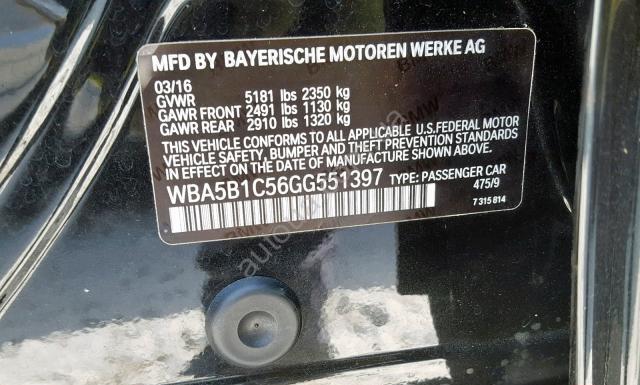 MFD BY BAYERISCHE MOTOREN WERKE AG
03/16
GVWR 5181 lbs 2350 kg
GAWR FRONT 2491 lbs 1130 kg
GAWR REAR 2910 lbs 1320 kg
THIS VEHICLE CONFORMS TO ALL APPLICABLE U.S.FEDERAL MOTOR
VEHICLE SAFETY, BUMPER, AND THEFT PREVENTION STANDARDS
IN EFFECT ON THE DATE OF MANUFACTURE SHOWN ABOVE.
WBA5B1C56GG551397 TYPE: PASSENGER CAR
475/9
7 315 814